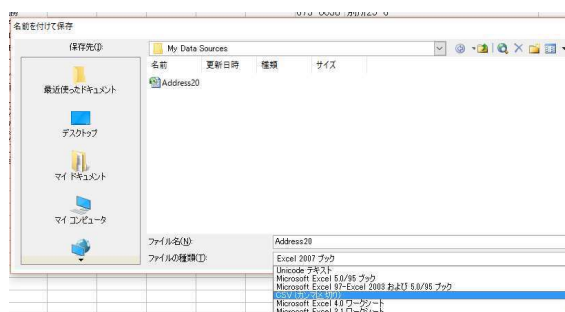 名前を付けて保存
保存先(I):
My Data Sources
名前 更新日時 種類 サイズ
Address20
最近使ったドキュメント
デスクトップ
マイ ドキュメント
マイ コンピュータ
ファイル名(N):
Address20
ファイルの種類(T):
Excel 2007 ブック
Unicode テキスト
Microsoft Excel 5.0/95 ブック
Microsoft Excel 97-Excel 2003 および 5.0/95 ブック
CSV (カンマ区切り)
Microsoft Excel 4.0 ワークシート
Microsoft Excel 3.1 ワークシート